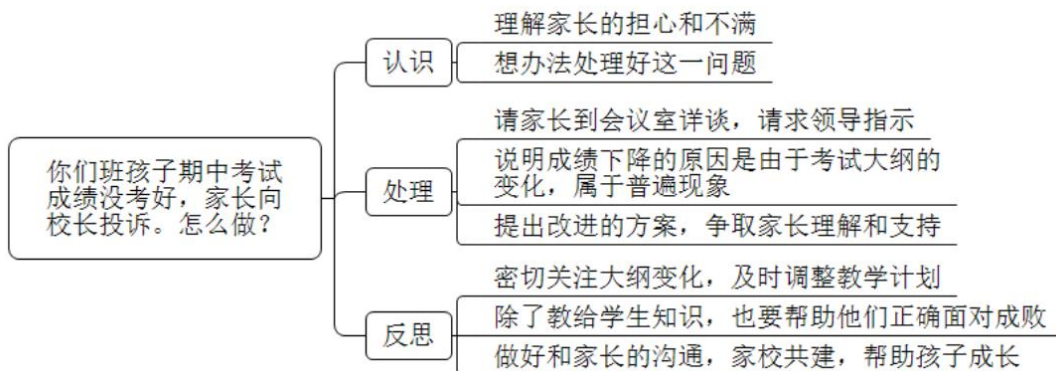 你们班孩子期中考试
成绩没考好，家长向
校长投诉。怎么做？
认识
理解家长的担心和不满
想办法处理好这一问题
处理
请家长到会议室详谈，请求领导指示
说明成绩下降的原因是由于考试大纲的
变化，属于普遍现象
提出改进的方案，争取家长理解和支持
反思
密切关注大纲变化，及时调整教学计划
除了教给学生知识，也要帮助他们正确面对成败
做好和家长的沟通，家校共建，帮助孩子成长